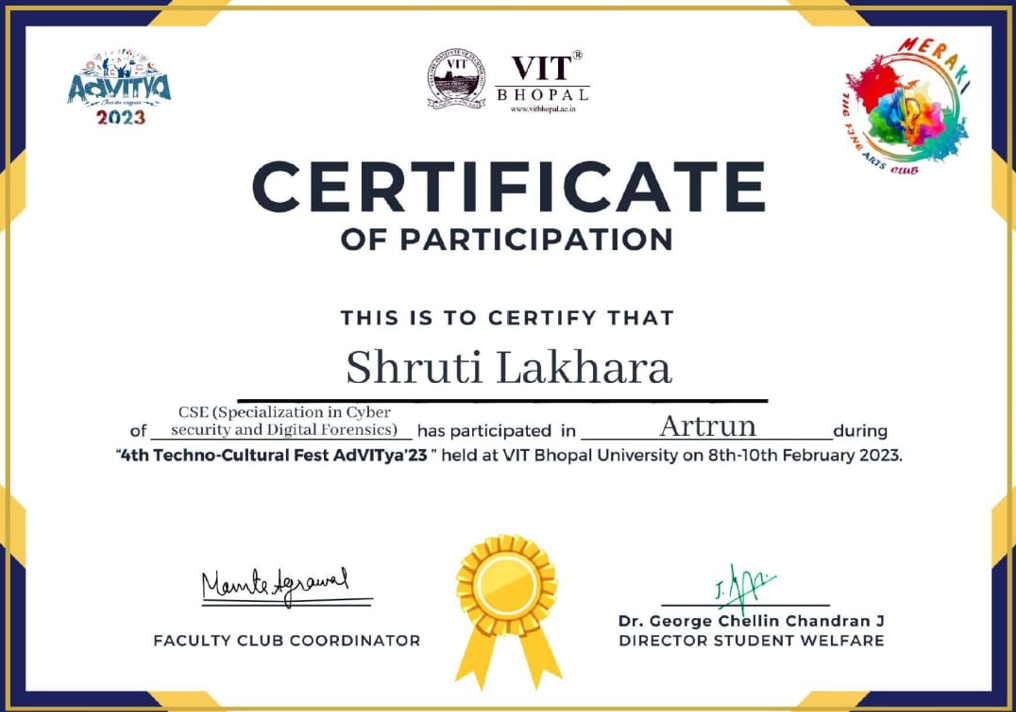 AdVITYa
2023
VIT
VIT®
BHOPAL
www.vitbhopal.ac.in
MERAKI
THE FINE ARTS CLUB
CERTIFICATE
OF PARTICIPATION
THIS IS TO CERTIFY THAT
Shruti Lakhara
of CSE (Specialization in Cyber
security and Digital Forensics) has participated in Artrun during
"4th Techno-Cultural Fest AdVITya'23 " held at VIT Bhopal University on 8th-10th February 2023.
Mamta Agrawal
FACULTY CLUB COORDINATOR
Dr. George Chellin Chandran J
DIRECTOR STUDENT WELFARE